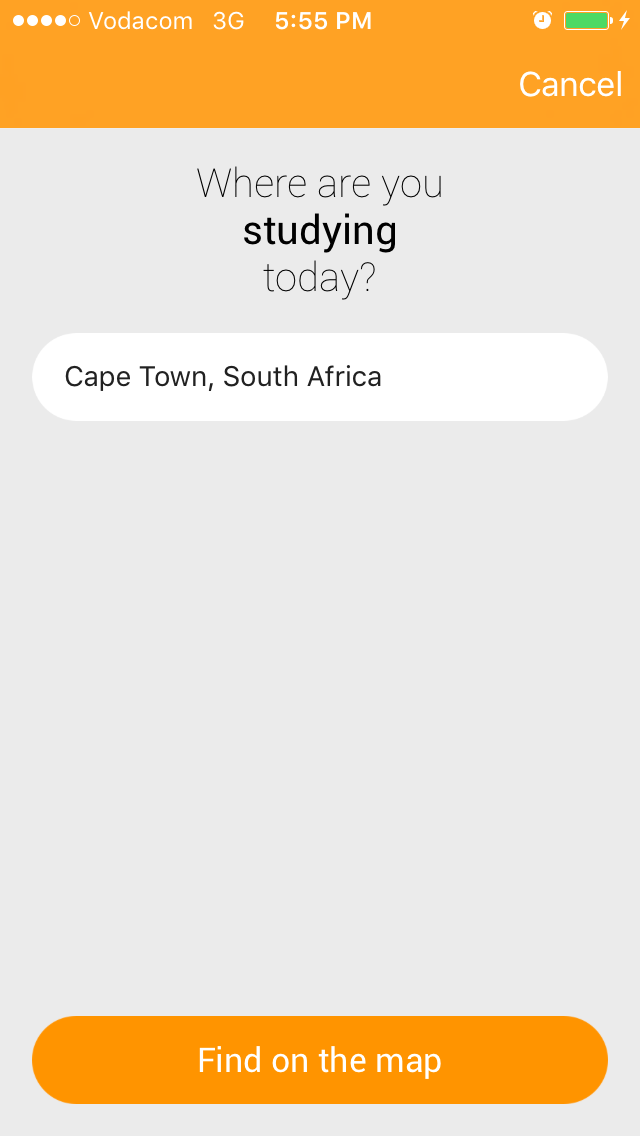 Vodacom 3G 5:55 PM
Cancel
Where are you
studying
today?
Cape Town, South Africa
Find on the map